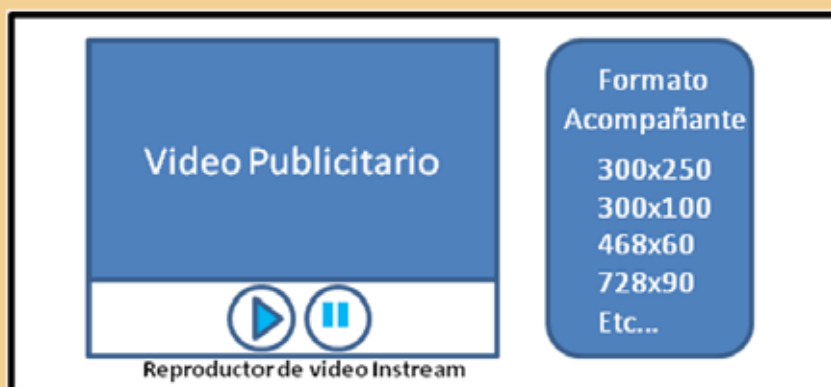 Video Publicitario
Reproductor de video Instream
Formato
Acompañante
300x250
300x100
468x60
728x90
Etc...